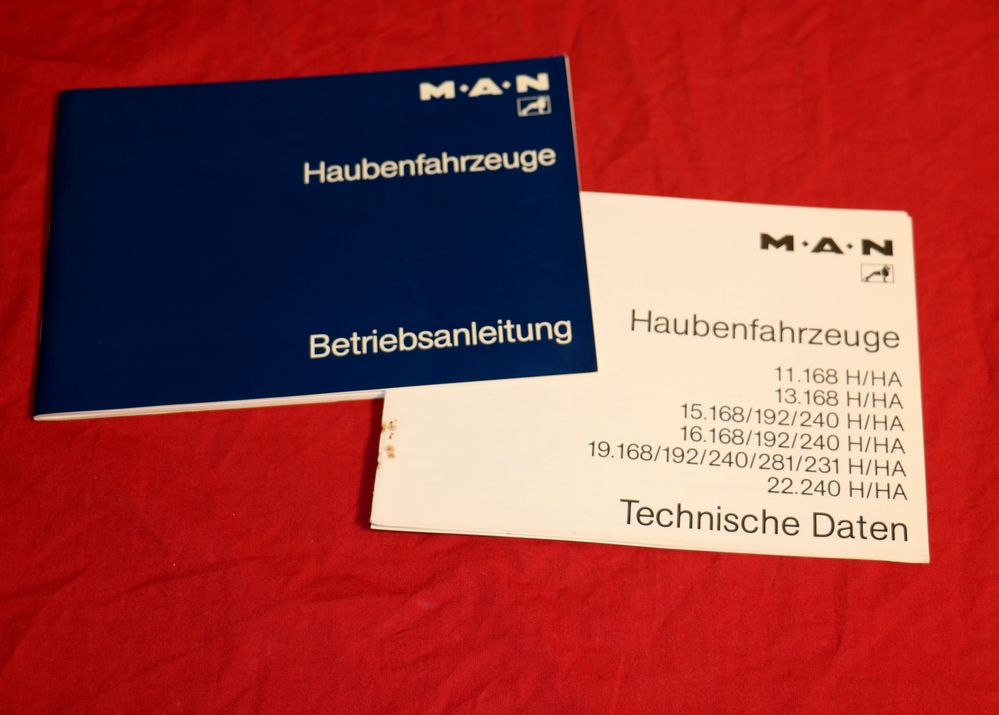 M·A·N
Haubenfahrzeuge
Betriebsanleitung
M·A·N
Haubenfahrzeuge
11.168 H/HA
13.168 H/HA
15.168/192/240 H/HA
16.168/192/240 H/HA
19.168/192/240/281/231 H/HA
22.240 H/HA
Technische Daten